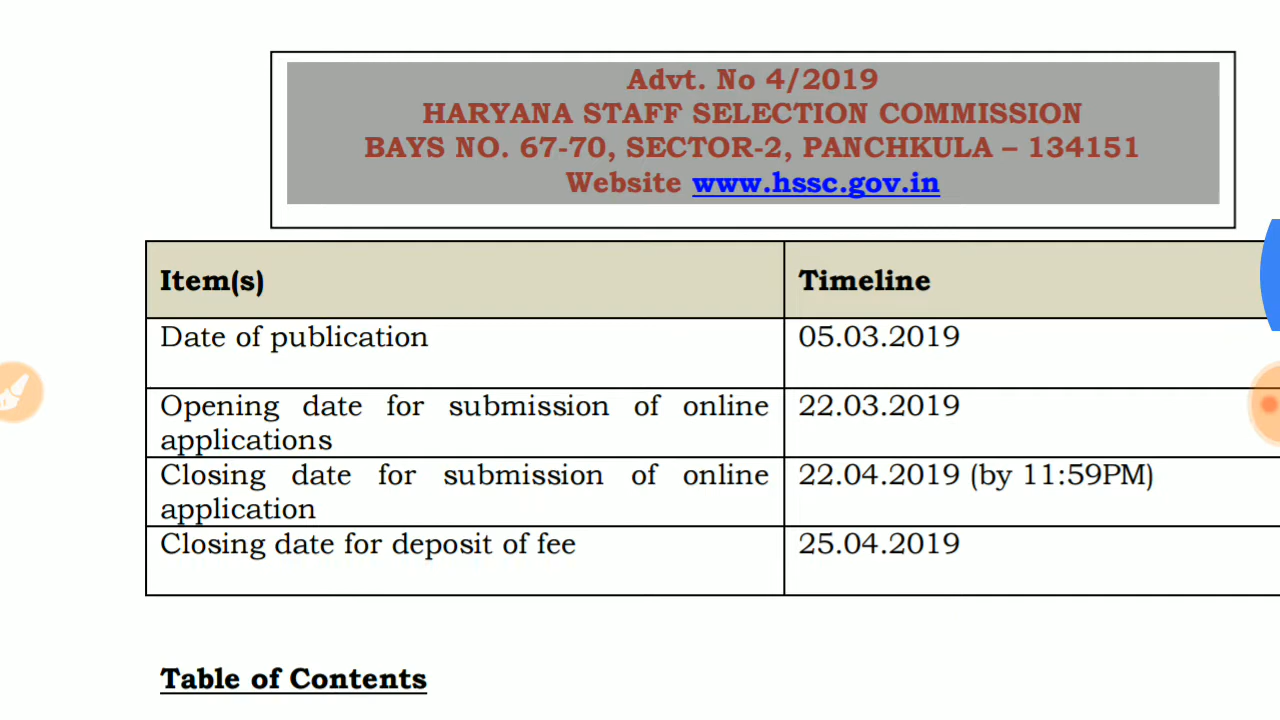 Advt. No 4/2019
HARYANA STAFF SELECTION COMMISSION
BAYS NO. 67-70, SECTOR-2, PANCHKULA – 134151
Website www.hssc.gov.in
Item(s) Timeline
Date of publication 05.03.2019
Opening date for submission of online 22.03.2019
applications
Closing date for submission of online 22.04.2019 (by 11:59PM)
application
Closing date for deposit of fee 25.04.2019
Table of Contents